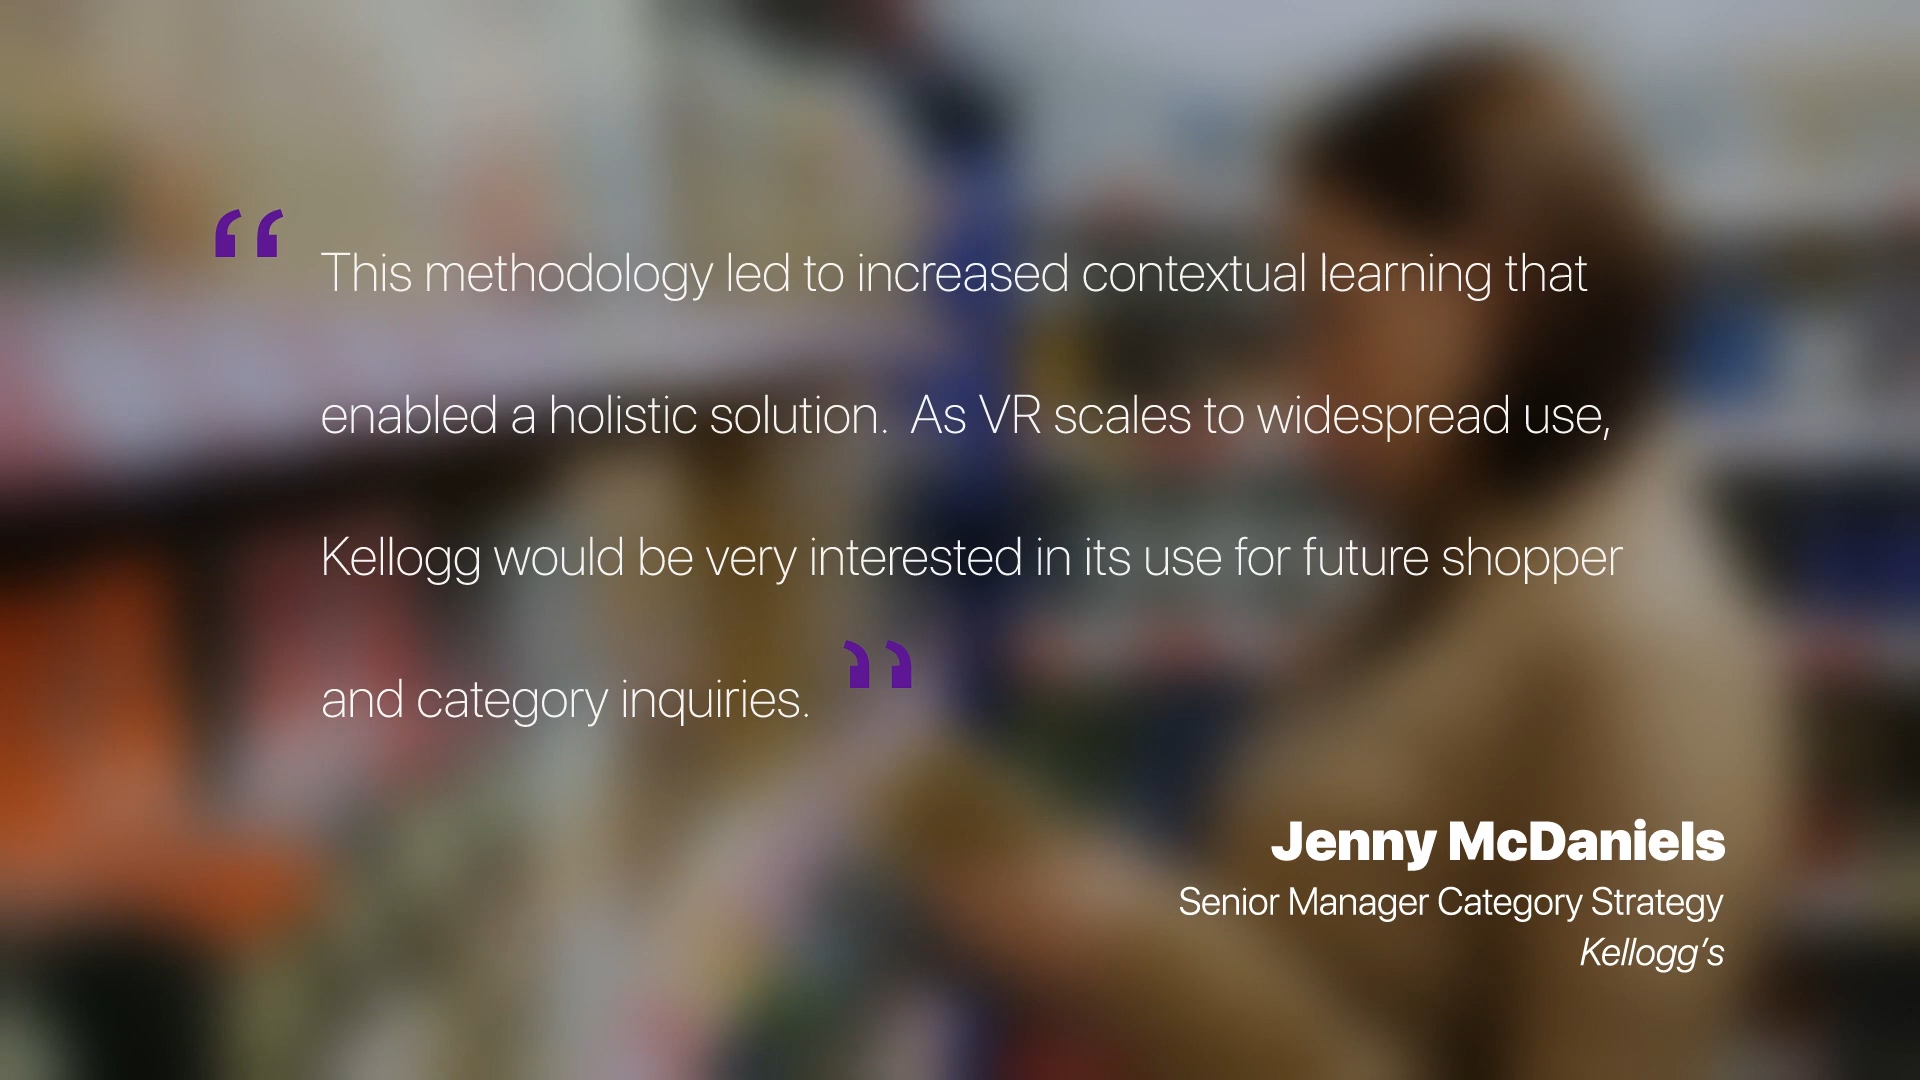 “ This methodology led to increased contextual learning that
enabled a holistic solution.  As VR scales to widespread use,
Kellogg would be very interested in its use for future shopper
and category inquiries. ”
Jenny McDaniels
Senior Manager Category Strategy
Kellogg’s